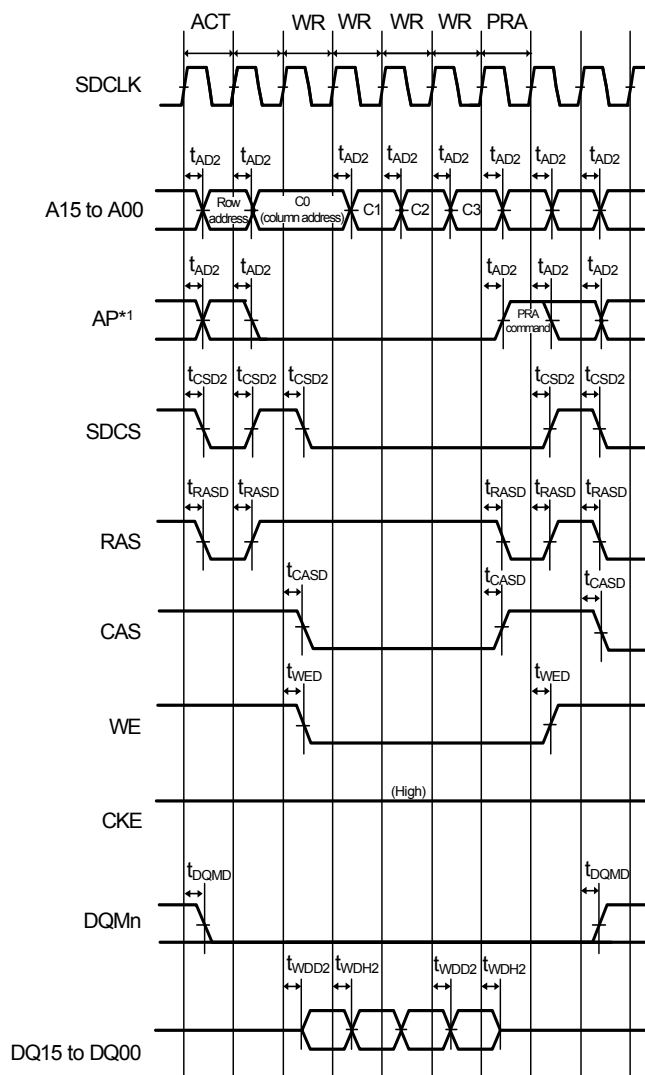 ACT WR WR WR WR PRA
SDCLK
tAD2 tAD2 tAD2 tAD2 tAD2 tAD2 tAD2 tAD2
A15 to A00
Row address
C0 (column address)
C1 C2 C3
tAD2 tAD2 tAD2 tAD2 tAD2
AP*1
PRA command
tCSD2 tCSD2 tCSD2 tCSD2 tCSD2
SDCS
tRASD tRASD tRASD tRASD tRASD
RAS
tCASD tCASD tCASD
CAS
tWED tWED
WE
(High)
CKE
tDQMD tDQMD
DQMn
tWDD2 tWDH2 tWDD2 tWDH2
DQ15 to DQ00